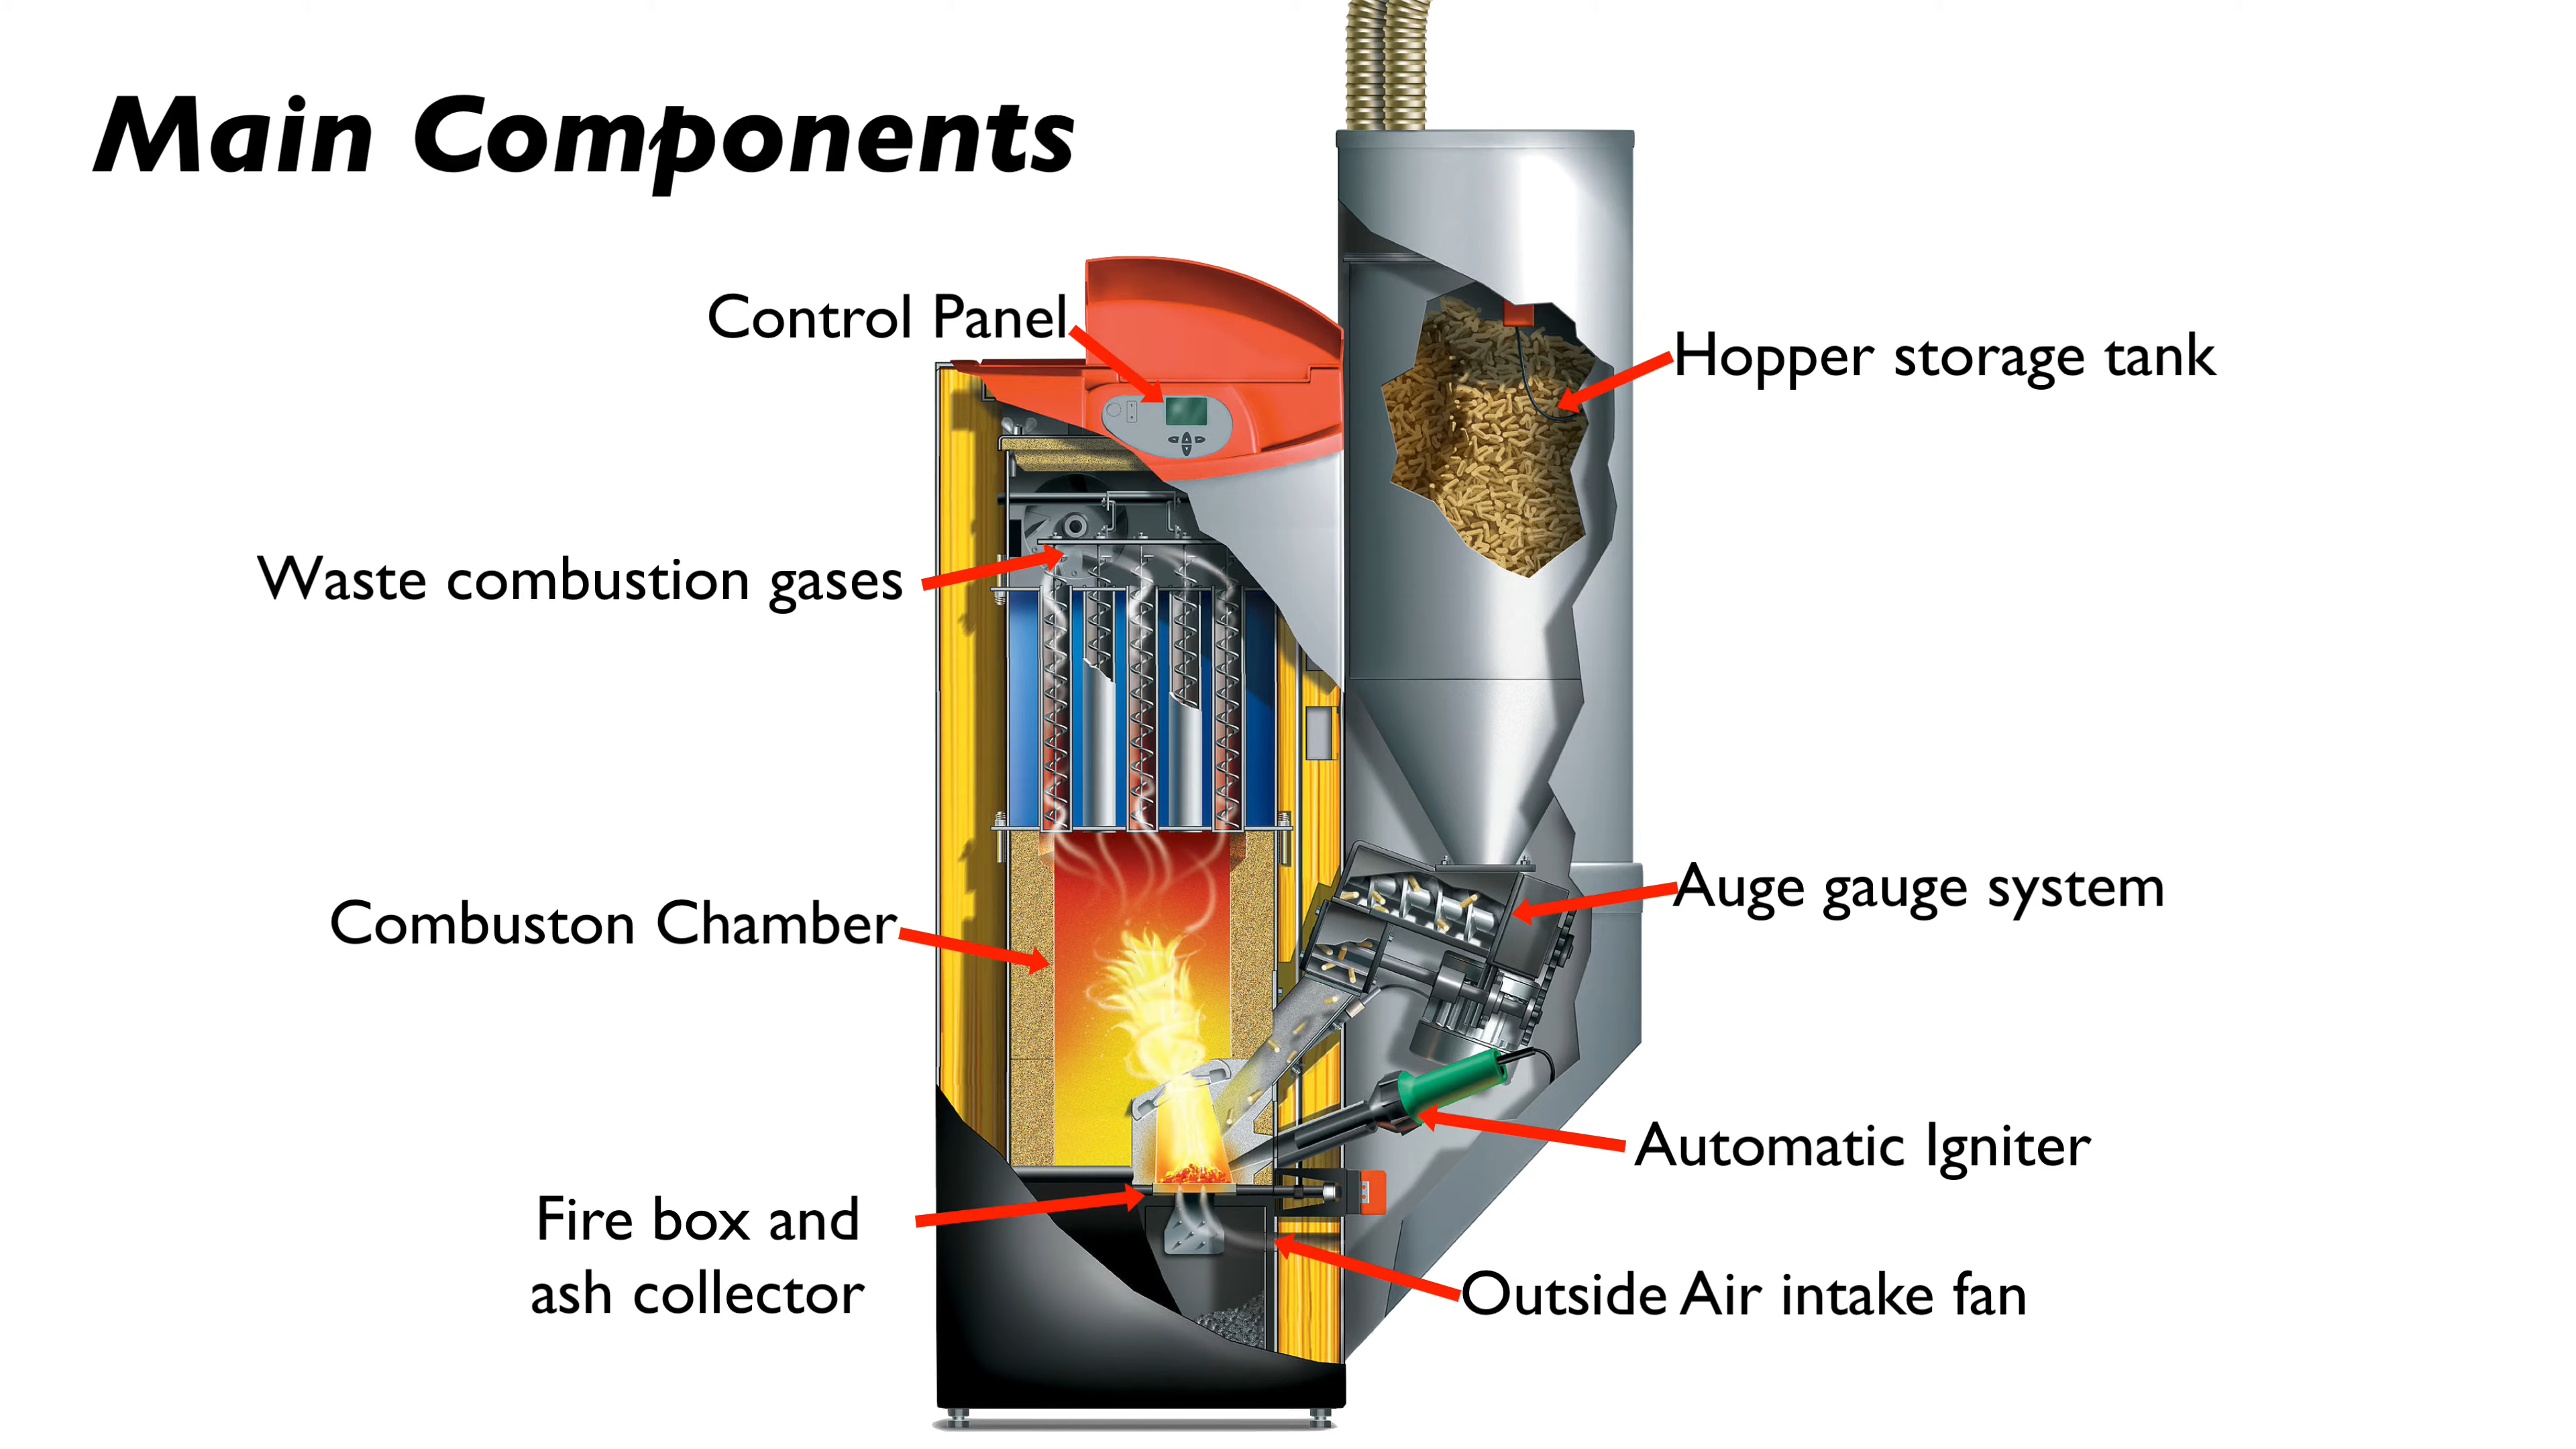 Main Components
Control Panel
Hopper storage tank
Waste combustion gases
Auge gauge system
Combuston Chamber
Automatic Igniter
Fire box and
ash collector
Outside Air intake fan